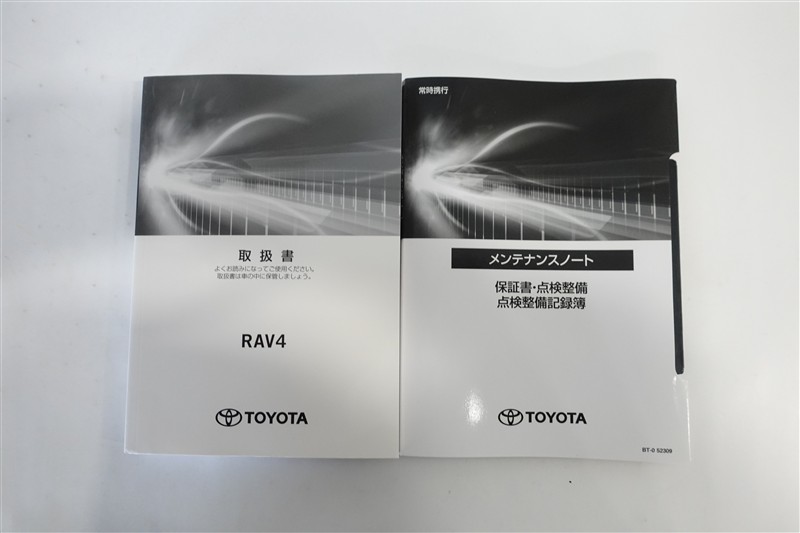 取扱書
よくお読みになってご使用ください。
取扱書は車の中に保管しましょう。
RAV4
TOYOTA
常時携行
メンテナンスノート
保証書・点検整備
点検整備記録簿
TOYOTA
BT-0 52309